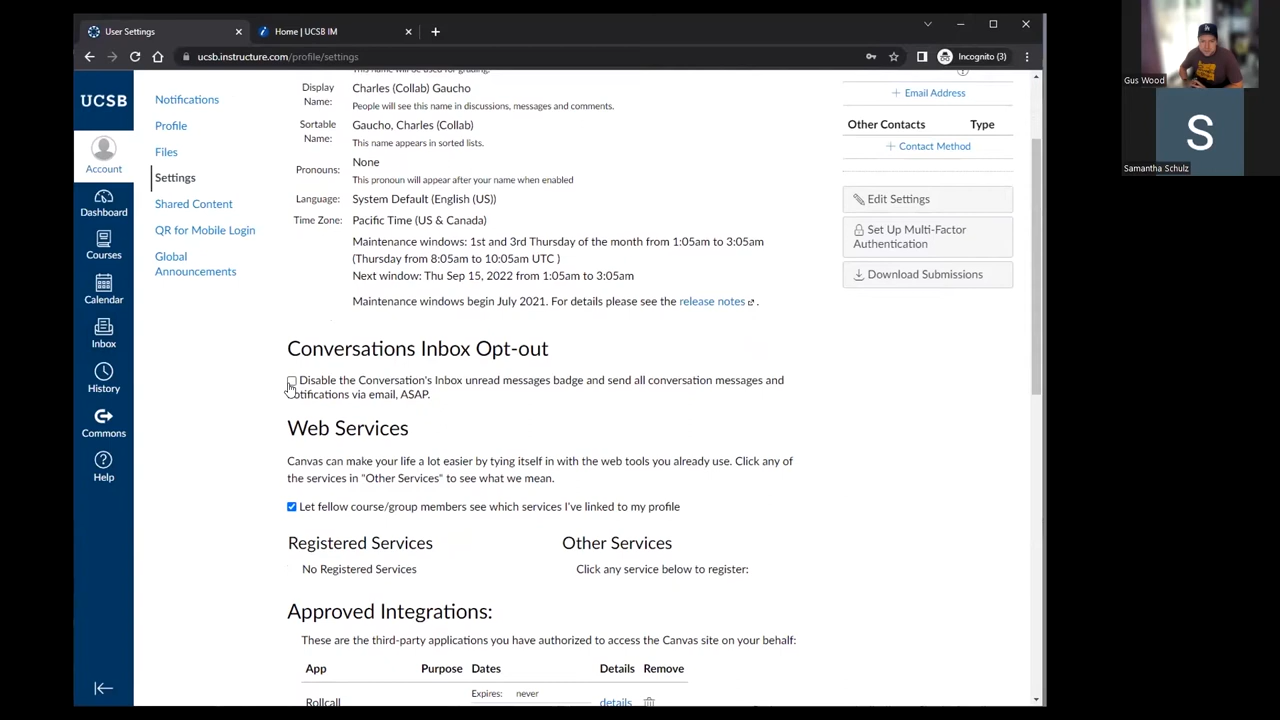 User Settings
Home | UCSB IM
ucsb.instructure.com/profile/settings
Incognito (3)
UCSB
Account
Dashboard
Courses
Calendar
Inbox
History
Commons
Help
Notifications
Profile
Files
Settings
Shared Content
QR for Mobile Login
Global
Announcements
This name will be used for grading.
Display
Name:
Charles (Collab) Gaucho
People will see this name in discussions, messages and comments.
Sortable
Name:
Gaucho, Charles (Collab)
This name appears in sorted lists.
Pronouns:
None
This pronoun will appear after your name when enabled
Language: System Default (English (US))
Time Zone: Pacific Time (US & Canada)
Maintenance windows: 1st and 3rd Thursday of the month from 1:05am to 3:05am
(Thursday from 8:05am to 10:05am UTC )
Next window: Thu Sep 15, 2022 from 1:05am to 3:05am
Maintenance windows begin July 2021. For details please see the release notes .
Conversations Inbox Opt-out
Disable the Conversation's Inbox unread messages badge and send all conversation messages and
otifications via email, ASAP.
Web Services
Canvas can make your life a lot easier by tying itself in with the web tools you already use. Click any of
the services in "Other Services" to see what we mean.
Let fellow course/group members see which services I've linked to my profile
Registered Services
No Registered Services
Other Services
Click any service below to register:
Approved Integrations:
These are the third-party applications you have authorized to access the Canvas site on your behalf:
App Purpose Dates Details Remove
Expires: never
Rollcall details
+ Email Address
Other Contacts Type
+ Contact Method
Edit Settings
Set Up Multi-Factor
Authentication
Download Submissions
Gus Wood
S
Samantha Schulz